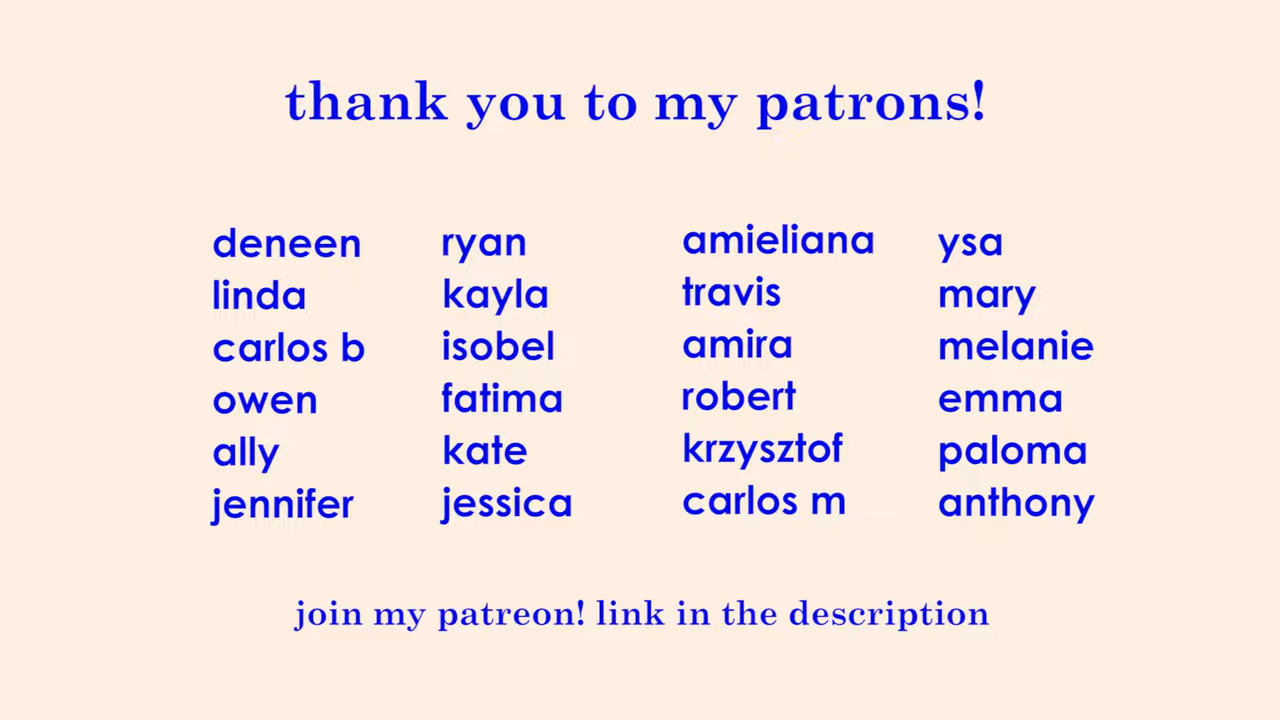 thank you to my patrons!
deneen
linda
carlos b
owen
ally
jennifer
ryan
kayla
isobel
fatima
kate
jessica
amieliana
travis
amira
robert
krzysztof
carlos m
ysa
mary
melanie
emma
paloma
anthony
join my patreon! link in the description